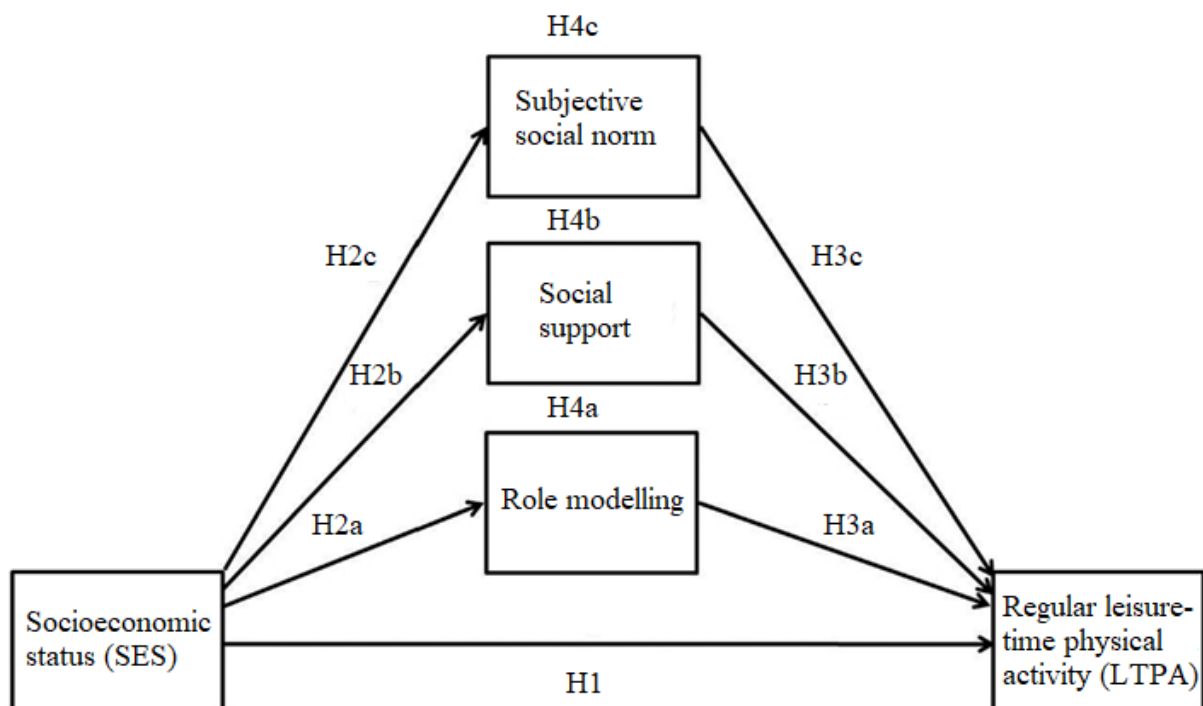 H4c
Subjective
social norm
H4b
H2c
H3c
Social
support
H2b
H3b
H4a
Role modelling
H2a
H3a
Socioeconomic
status (SES)
Regular leisure-
time physical
activity (LTPA)
H1